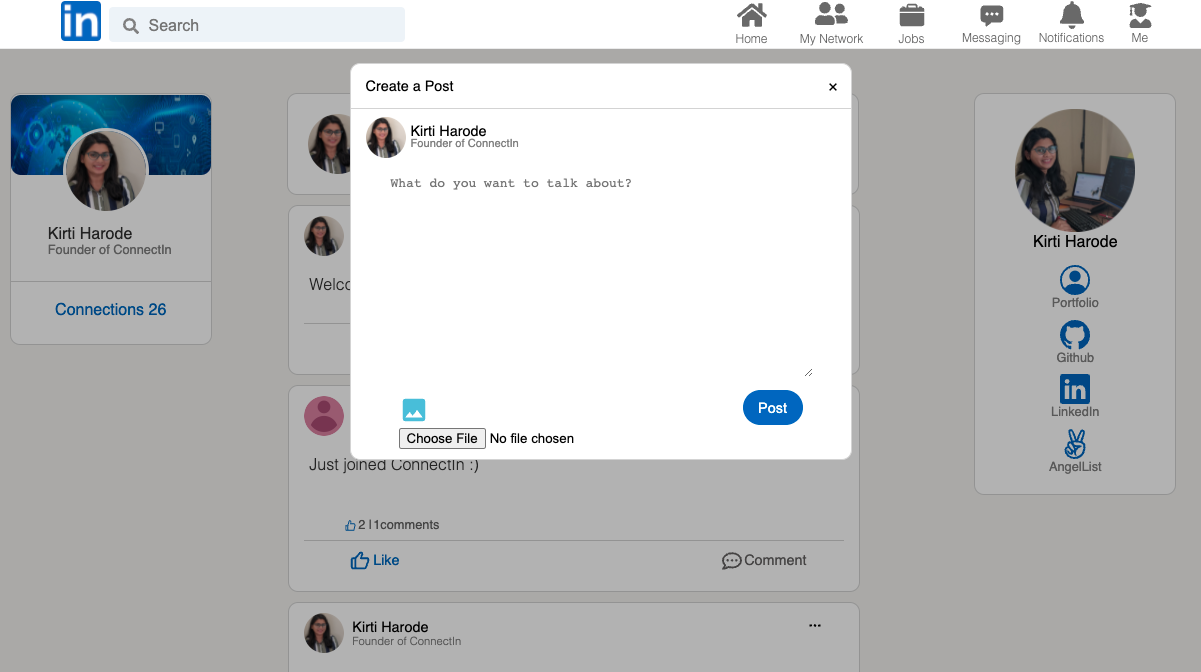 in Search
Home
My Network
Jobs
Messaging
Notifications
Me
Kirti Harode
Founder of ConnectIn
Connections 26
Create a Post
×
Kirti Harode
Founder of ConnectIn
What do you want to talk about?
Post
Choose File No file chosen
Welco
Just joined ConnectIn :)
2 | 1comments
Like
Comment
Kirti Harode
Founder of ConnectIn
...
Kirti Harode
Portfolio
Github
in
LinkedIn
AngelList